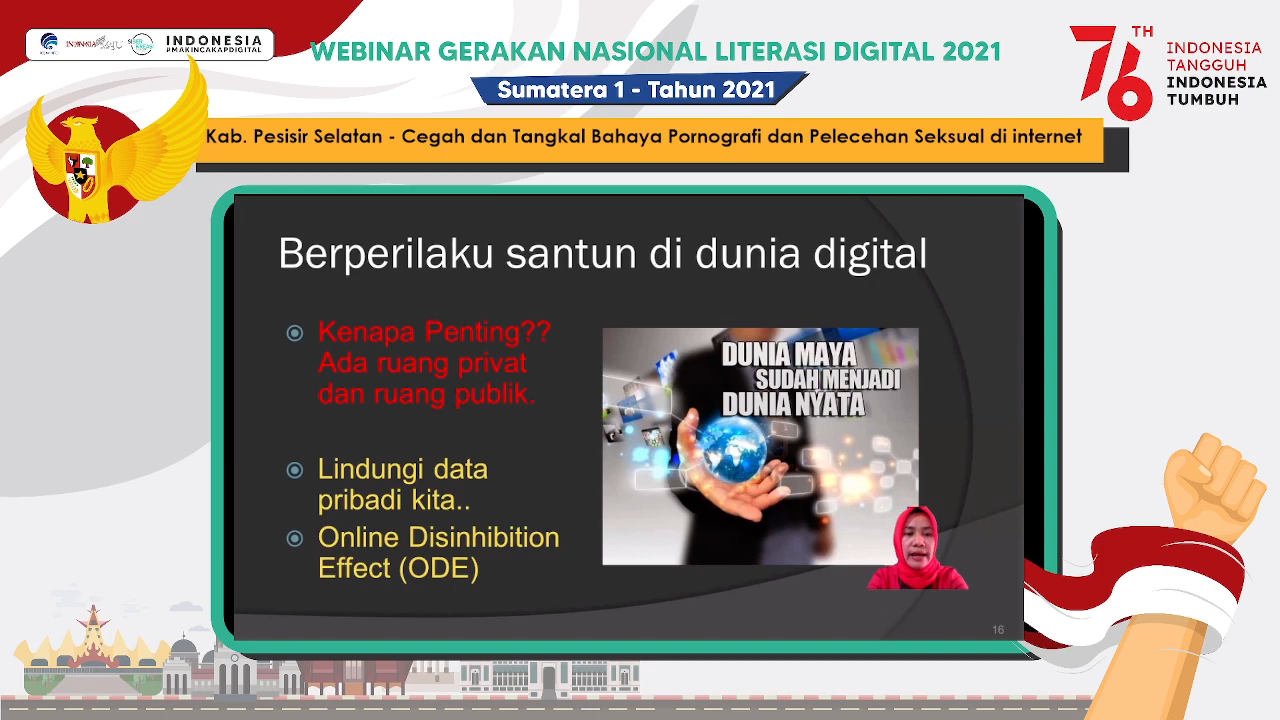 INDONESIA
#MAKINCAKAPDIGITAL
WEBINAR GERAKAN NASIONAL LITERASI DIGITAL 2021
Sumatera 1 - Tahun 2021
76TH
INDONESIA
TANGGUH
INDONESIA
TUMBUH
Kab. Pesisir Selatan - Cegah dan Tangkal Bahaya Pornografi dan Pelecehan Seksual di internet
Berperilaku santun di dunia digital
Kenapa Penting??
Ada ruang privat
dan ruang publik.
Lindungi data
pribadi kita..
Online Disinhibition
Effect (ODE)
DUNIA MAYA
SUDAH MENJADI
DUNIA NYATA
16